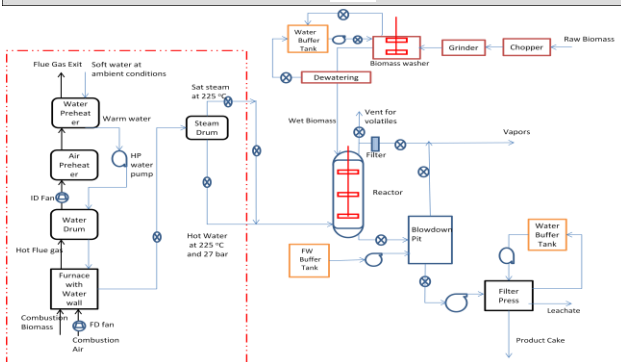 Flue Gas Exit
Soft water at
ambient conditions
Water
Preheat
er
Warm water
Air
Preheat
er
HP
water
pump
ID Fan
Water
Drum
Hot Flue gas
Furnace
with Water
wall
Combustion
Biomass
FD fan
Combustion
Air
Sat steam
at 225 °C
Steam
Drum
Hot Water
at 225 °C
and 27 bar
Water
Buffer
Tank
Biomass washer
Grinder
Chopper
Raw Biomass
Dewatering
Wet Biomass
Vent for
volatiles
Filter
Vapors
Reactor
FW
Buffer
Tank
Blowdown
Pit
Water
Buffer
Tank
Filter
Press
Leachate
Product Cake